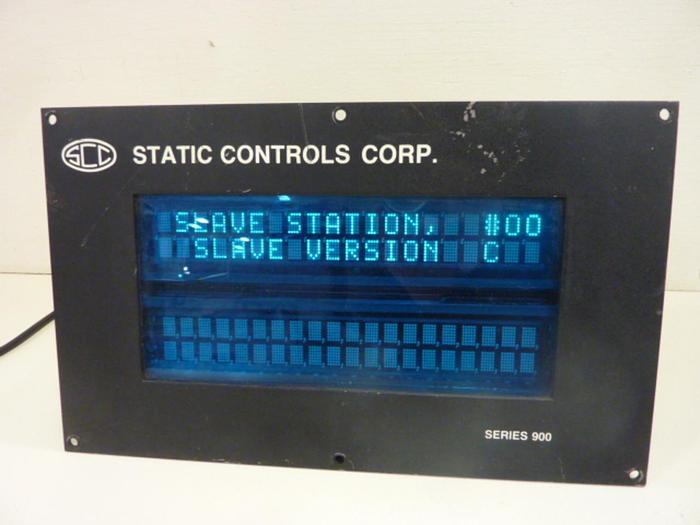 SCC STATIC CONTROLS CORP.
SLAVE STATION, #00
SLAVE VERSION C
SERIES 900